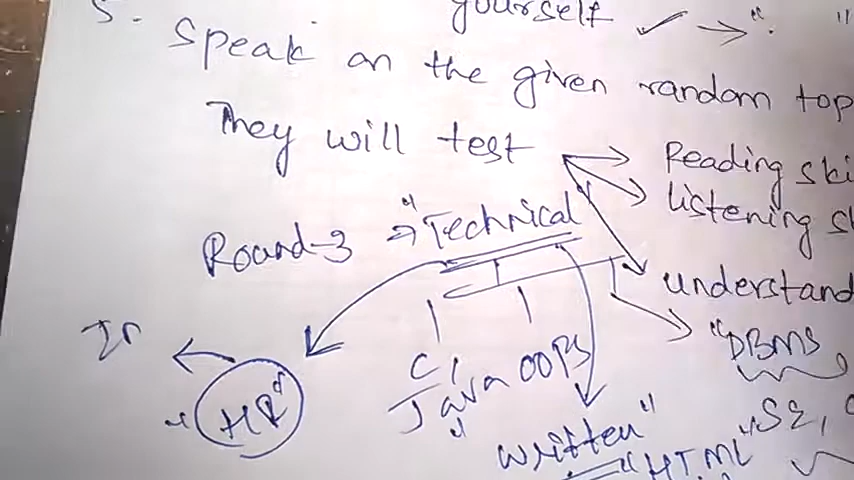 5. yourself ✓ → ".
Speak on the given random top
They will test → Reading ski
→ listening s
→ understand
Round-3 → "Technical
C, Java" OOPS
"DBMS
"SE,
"HR"
"written"
"HTML"